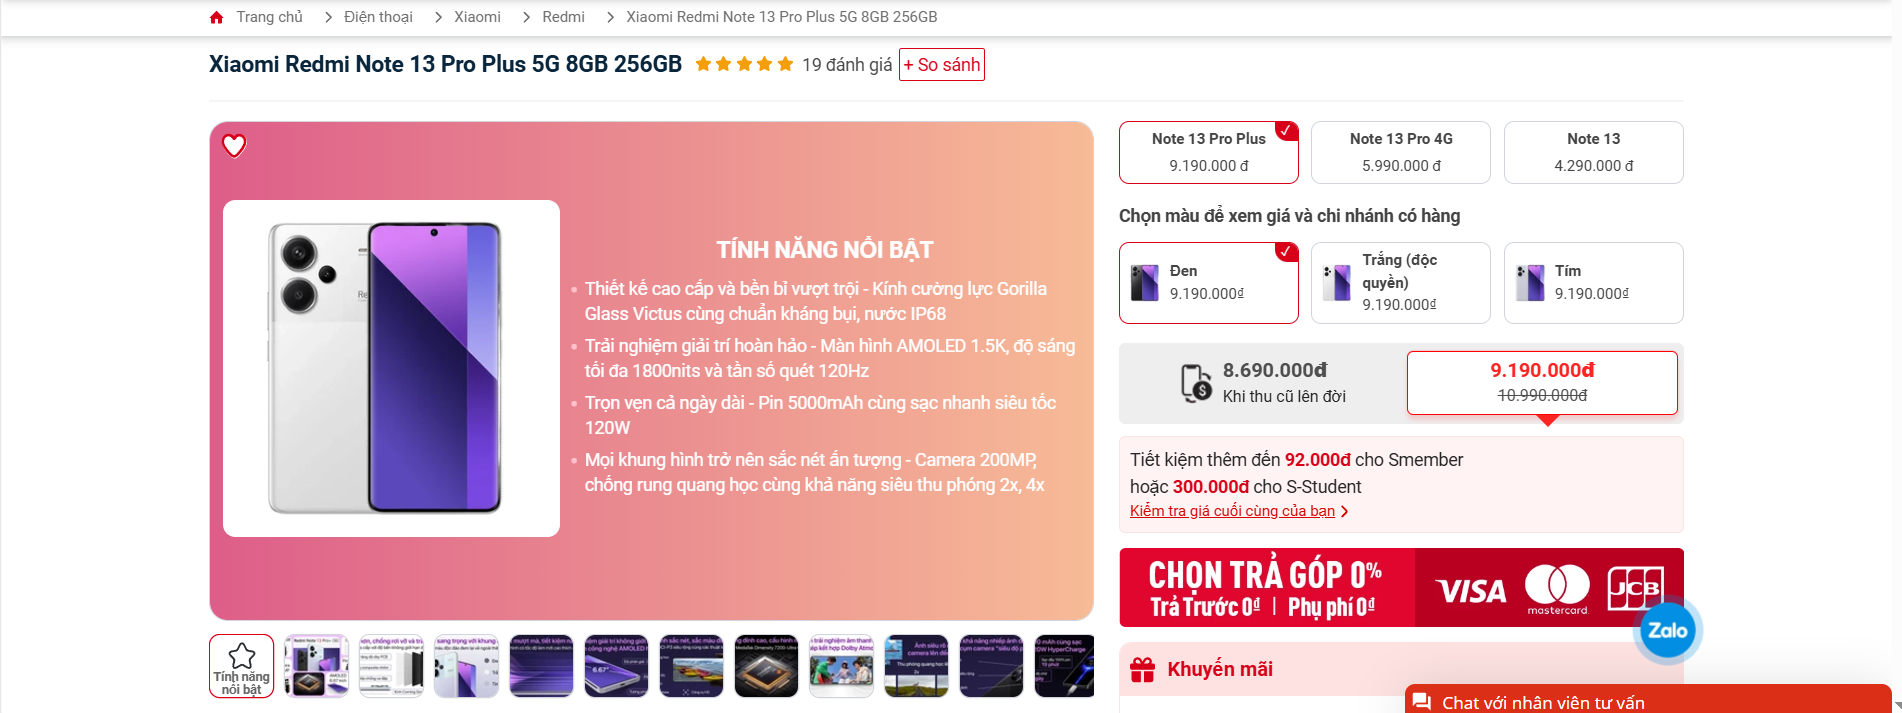 Trang chủ > Điện thoại > Xiaomi > Redmi > Xiaomi Redmi Note 13 Pro Plus 5G 8GB 256GB
Xiaomi Redmi Note 13 Pro Plus 5G 8GB 256GB 19 đánh giá + So sánh
TÍNH NĂNG NỔI BẬT
Thiết kế cao cấp và bền bỉ vượt trội - Kính cường lực Gorilla
Glass Victus cùng chuẩn kháng bụi, nước IP68
Trải nghiệm giải trí hoàn hảo - Màn hình AMOLED 1.5K, độ sáng
tối đa 1800nits và tần số quét 120Hz
Trọn vẹn cả ngày dài - Pin 5000mAh cùng sạc nhanh siêu tốc
120W
Mọi khung hình trở nên sắc nét ấn tượng - Camera 200MP,
chống rung quang học cùng khả năng siêu thu phóng 2x, 4x
Tính năng
nổi bật
Note 13 Pro Plus
9.190.000 đ
Note 13 Pro 4G
5.990.000 đ
Note 13
4.290.000 đ
Chọn màu để xem giá và chi nhánh có hàng
Đen
9.190.000₫
Trắng (độc
quyền)
9.190.000₫
Tím
9.190.000₫
8.690.000đ
Khi thu cũ lên đời
9.190.000đ
10.990.000đ
Tiết kiệm thêm đến 92.000đ cho Smember
hoặc 300.000đ cho S-Student
Kiểm tra giá cuối cùng của bạn >
CHỌN TRẢ GÓP 0%
Trả Trước 0đ | Phụ phí 0đ
VISA mastercard. JCB
Zalo
Khuyến mãi
Chat với nhân viên tư vấn